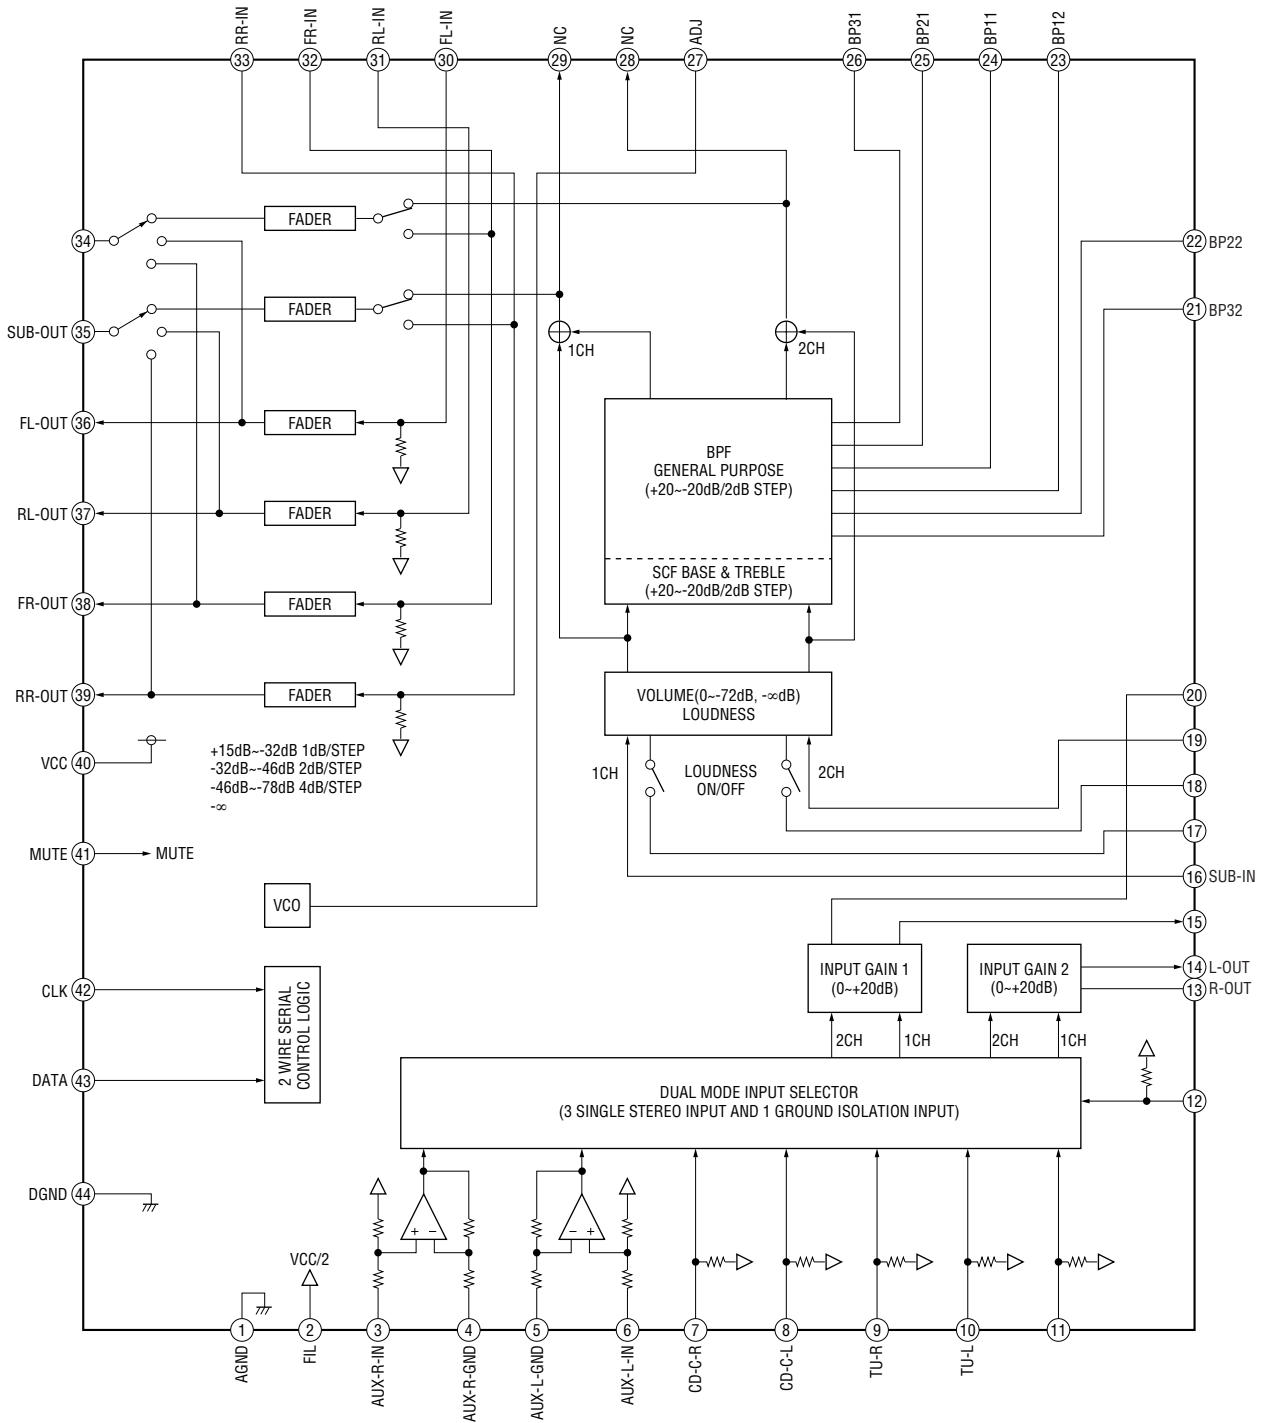 RR-IN
FR-IN
RL-IN
FL-IN
NC
NC
ADJ
BP31
BP21
BP11
BP12
33
32
31
30
29
28
27
26
25
24
23
FADER
34
22 BP22
FADER
21 BP32
SUB-OUT 35
1CH
2CH
FL-OUT 36
FADER
BPF
GENERAL PURPOSE
(+20~-20dB/2dB STEP)
RL-OUT 37
FADER
SCF BASE & TREBLE
(+20~-20dB/2dB STEP)
FR-OUT 38
FADER
RR-OUT 39
FADER
VOLUME(0~-72dB, -∞dB)
LOUDNESS
20
VCC 40
+15dB~-32dB 1dB/STEP
-32dB~-46dB 2dB/STEP
-46dB~-78dB 4dB/STEP
-∞
1CH
LOUDNESS
ON/OFF
2CH
19
18
17
MUTE 41
MUTE
16 SUB-IN
VCO
15
INPUT GAIN 1
(0~+20dB)
INPUT GAIN 2
(0~+20dB)
14 L-OUT
13 R-OUT
CLK 42
2 WIRE SERIAL
CONTROL LOGIC
2CH
1CH
2CH
1CH
DATA 43
DUAL MODE INPUT SELECTOR
(3 SINGLE STEREO INPUT AND 1 GROUND ISOLATION INPUT)
12
DGND 44
+ −
− +
VCC/2
1
2
3
4
5
6
7
8
9
10
11
AGND
FIL
AUX-R-IN
AUX-R-GND
AUX-L-GND
AUX-L-IN
CD-C-R
CD-C-L
TU-R
TU-L